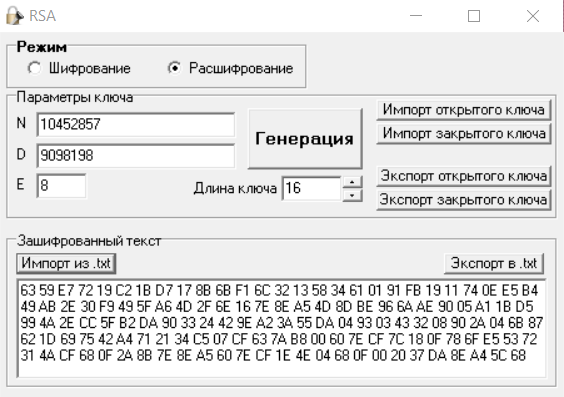 RSA
Режим
Шифрование
Расшифрование
Параметры ключа
N 10452857
D 9098198
E 8
Генерация
Длина ключа 16
Импорт открытого ключа
Импорт закрытого ключа
Экспорт открытого ключа
Экспорт закрытого ключа
Зашифрованный текст
Импорт из .txt
Экспорт в .txt
63 59 E7 72 19 C2 1B D7 17 8B 6B F1 6C 32 13 58 34 61 01 91 FB 19 11 74 0E E5 B4
49 AB 2E 30 F9 49 5F A6 4D 2F 6E 16 7E 8E A5 4D 8D BE 96 6A AE 90 05 A1 1B D5
99 4A 2E CC 5F B2 DA 90 33 24 42 9E A2 3A 55 DA 04 93 03 43 32 08 90 2A 04 6B 87
62 1D 69 75 42 A4 71 21 34 C5 07 CF 63 7A B8 00 60 7E CF 7C 18 0F 78 6F E5 53 72
31 4A CF 68 0F 2A 8B 7E 8E A5 60 7E CF 1E 4E 04 68 0F 00 20 37 DA 8E A4 5C 68